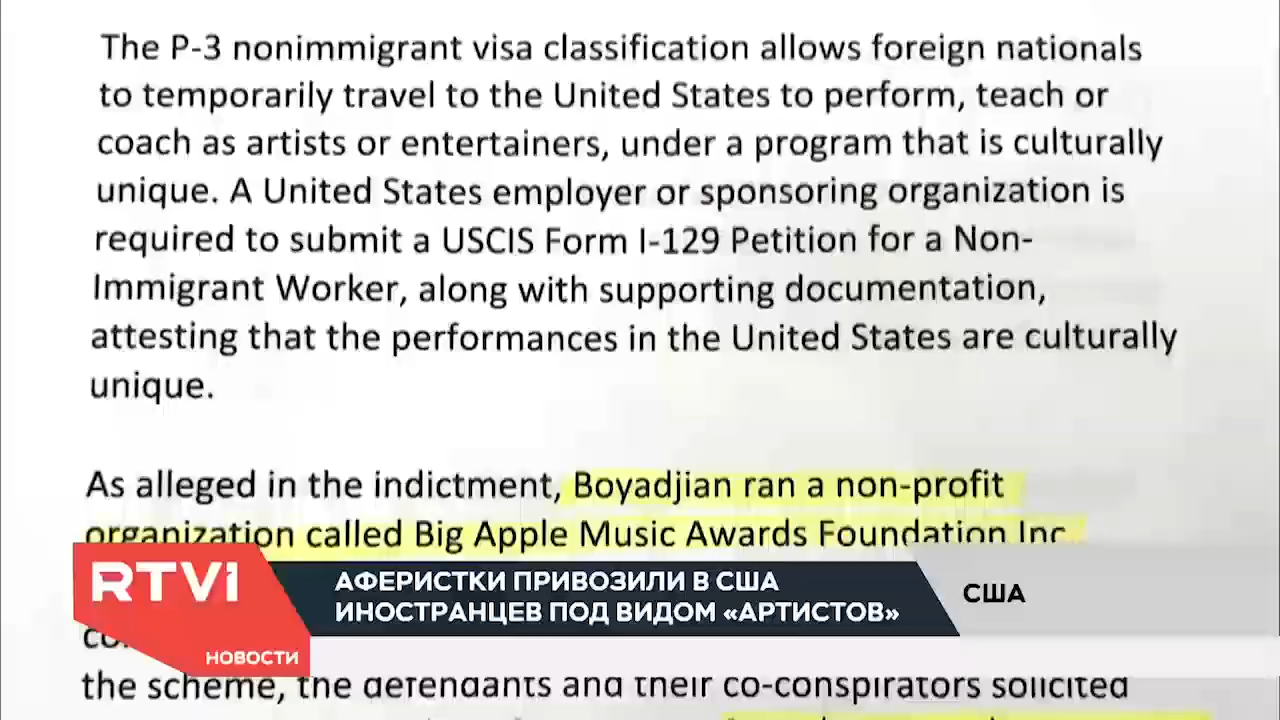 The P-3 nonimmigrant visa classification allows foreign nationals
to temporarily travel to the United States to perform, teach or
coach as artists or entertainers, under a program that is culturally
unique. A United States employer or sponsoring organization is
required to submit a USCIS Form I-129 Petition for a Non-
Immigrant Worker, along with supporting documentation,
attesting that the performances in the United States are culturally
unique.
As alleged in the indictment, Boyadjian ran a non-profit
organization called Big Apple Music Awards Foundation Inc
RTVI
НОВОСТИ
АФЕРИСТКИ ПРИВОЗИЛИ В США
ИНОСТРАНЦЕВ ПОД ВИДОМ «АРТИСТОВ»
США
the scheme, the defendants and their co-conspirators solicited